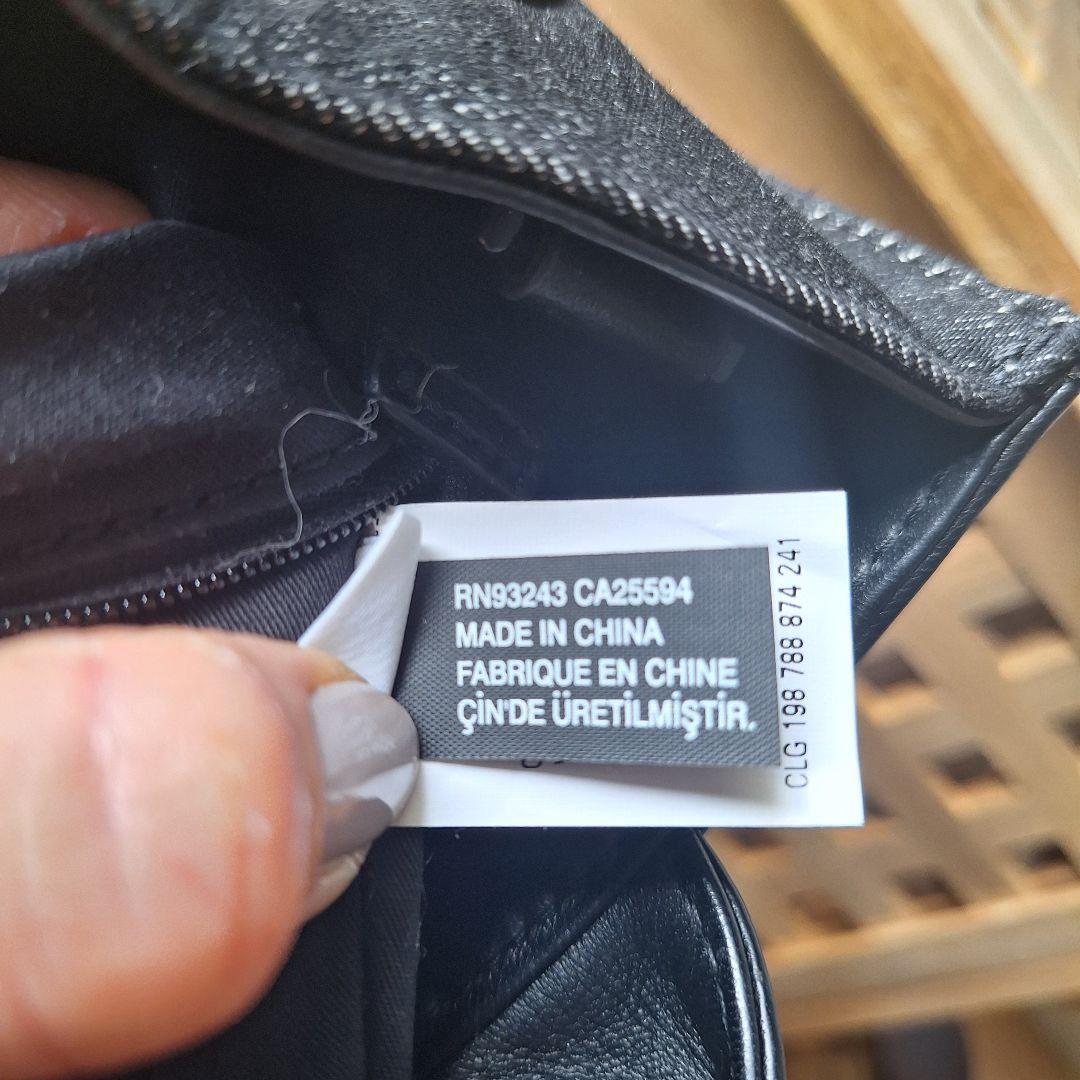 RN93243 CA25594
MADE IN CHINA
FABRIQUE EN CHINE
ÇİN'DE ÜRETİLMİŞTİR.
CLG 198 788 874 241